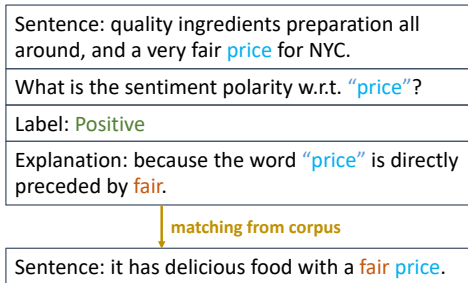 Sentence: quality ingredients preparation all
around, and a very fair price for NYC.
What is the sentiment polarity w.r.t. “price”?
Label: Positive
Explanation: because the word “price” is directly
preceded by fair.
matching from corpus
Sentence: it has delicious food with a fair price.